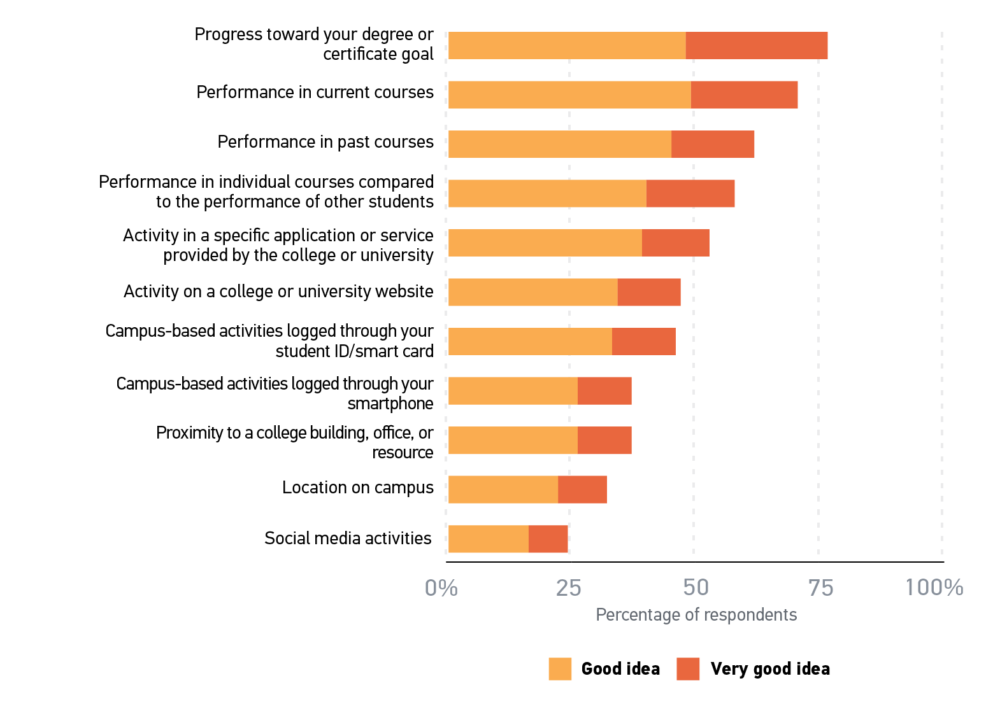 Progress toward your degree or
certificate goal
Performance in current courses
Performance in past courses
Performance in individual courses compared
to the performance of other students
Activity in a specific application or service
provided by the college or university
Activity on a college or university website
Campus-based activities logged through your
student ID/smart card
Campus-based activities logged through your
smartphone
Proximity to a college building, office, or
resource
Location on campus
Social media activities
0% 25 50 75 100%
Percentage of respondents
Good idea Very good idea